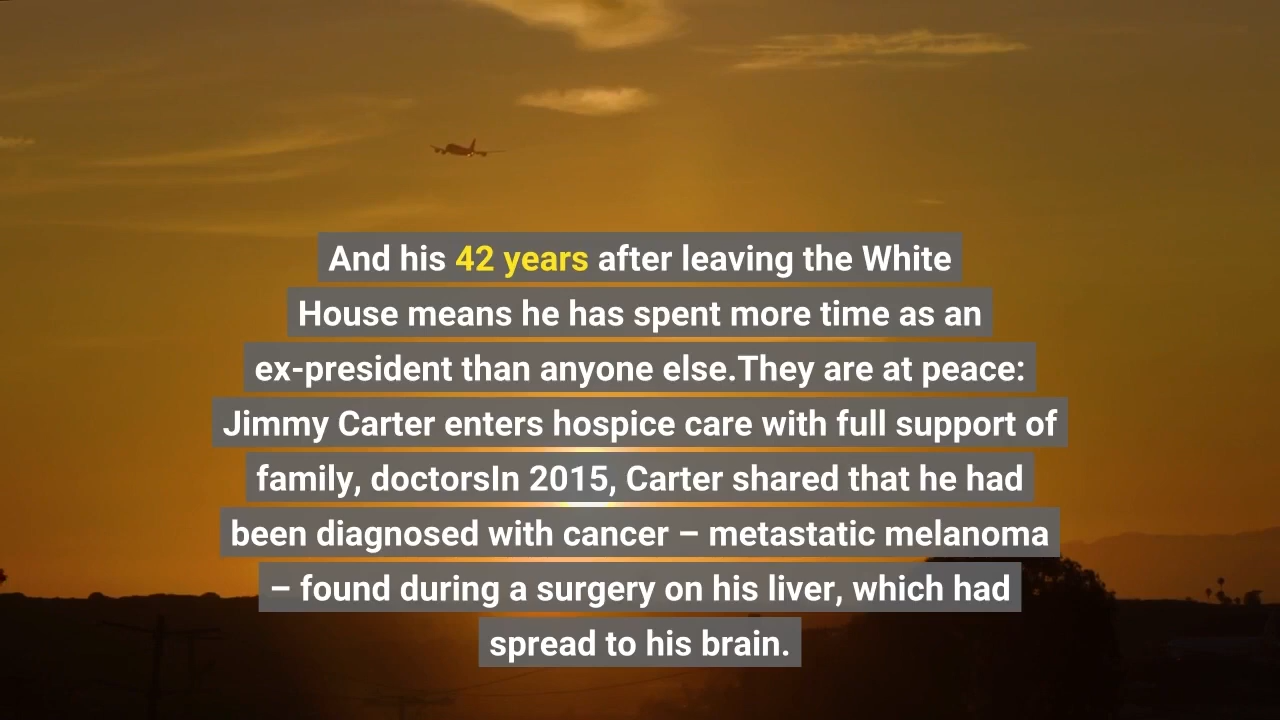 And his 42 years after leaving the White
House means he has spent more time as an
ex-president than anyone else.They are at peace:
Jimmy Carter enters hospice care with full support of
family, doctorsIn 2015, Carter shared that he had
been diagnosed with cancer – metastatic melanoma
– found during a surgery on his liver, which had
spread to his brain.